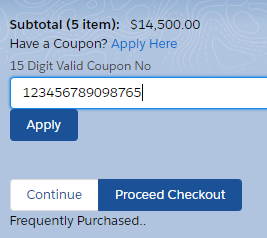 Subtotal (5 item): $14,500.00
Have a Coupon? Apply Here
15 Digit Valid Coupon No
123456789098765
Apply
Continue Proceed Checkout
Frequently Purchased..